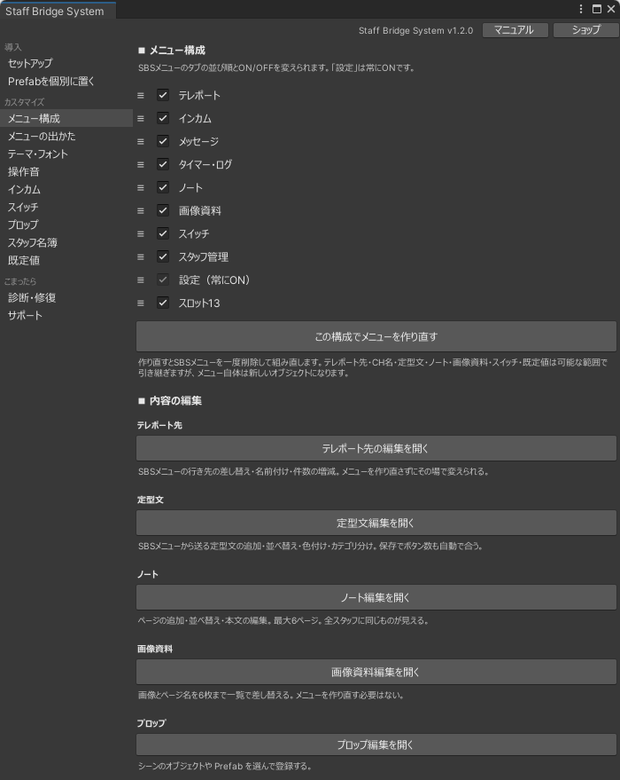 Staff Bridge System
Staff Bridge System v1.2.0
マニュアル
ショップ
導入
セットアップ
Prefabを個別に置く
カスタマイズ
メニュー構成
メニューの出かた
テーマ・フォント
操作音
インカム
スイッチ
プロップ
スタッフ名簿
既定値
こまったら
診断・修復
サポート
■ メニュー構成
SBSメニューのタブの並び順とON/OFFを変えられます。「設定」は常にONです。
テレポート
インカム
メッセージ
タイマー・ログ
ノート
画像資料
スイッチ
スタッフ管理
設定（常にON）
スロット13
この構成でメニューを作り直す
作り直すとSBSメニューを一度削除して組み直します。テレポート先・CH名・定型文・ノート・画像資料・スイッチ・既定値は可能な範囲で
引き継ぎますが、メニュー自体は新しいオブジェクトになります。
■ 内容の編集
テレポート先
テレポート先の編集を開く
SBSメニューの行き先の差し替え・名前付け・件数の増減。メニューを作り直さずにその場で変えられる。
定型文
定型文編集を開く
SBSメニューから送る定型文の追加・並べ替え・色付け・カテゴリ分け。保存でボタン数も自動で合う。
ノート
ノート編集を開く
ページの追加・並べ替え・本文の編集。最大6ページ。全スタッフに同じものが見える。
画像資料
画像資料編集を開く
画像とページ名を6枚まで一覧で差し替える。メニューを作り直す必要はない。
プロップ
プロップ編集を開く
シーンのオブジェクトや Prefab を選んで登録する。